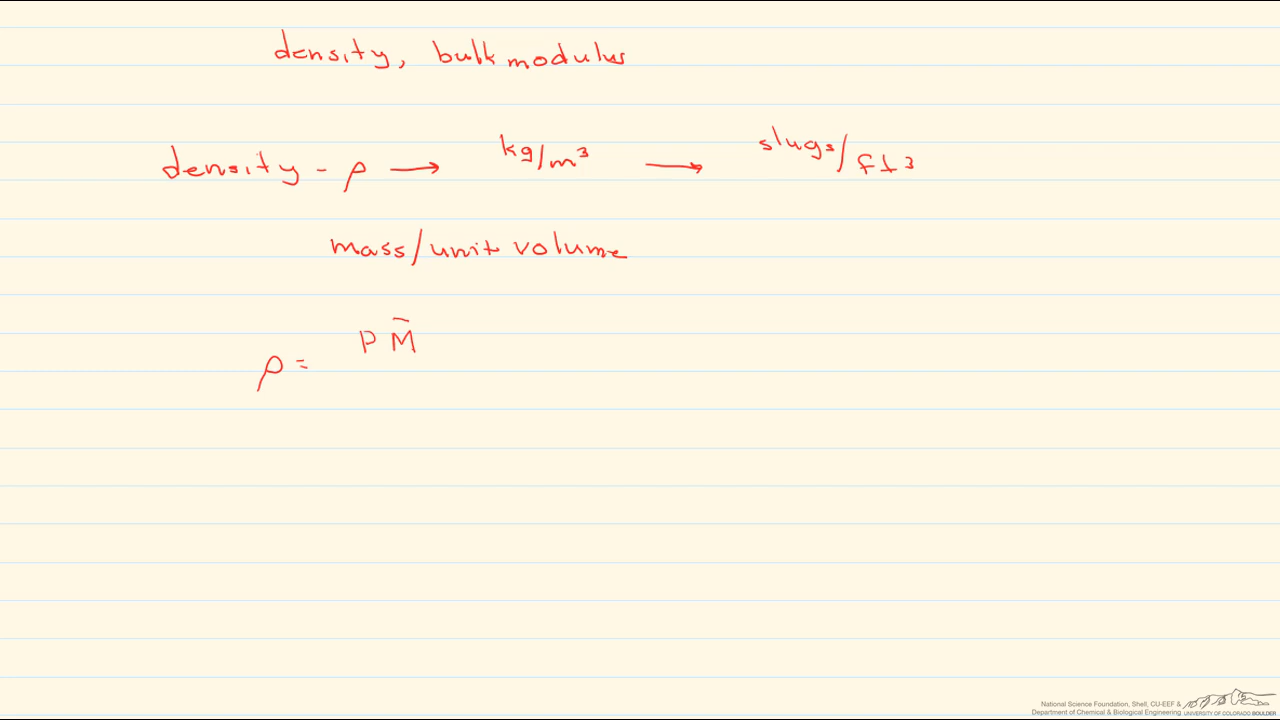 density, bulk modulus
density - ρ → kg/m³ → slugs/ft³
mass/unit volume
ρ = P M̄
National Science Foundation, Shell, CU-EEF &
Department of Chemical & Biological Engineering UNIVERSITY OF COLORADO BOULDER